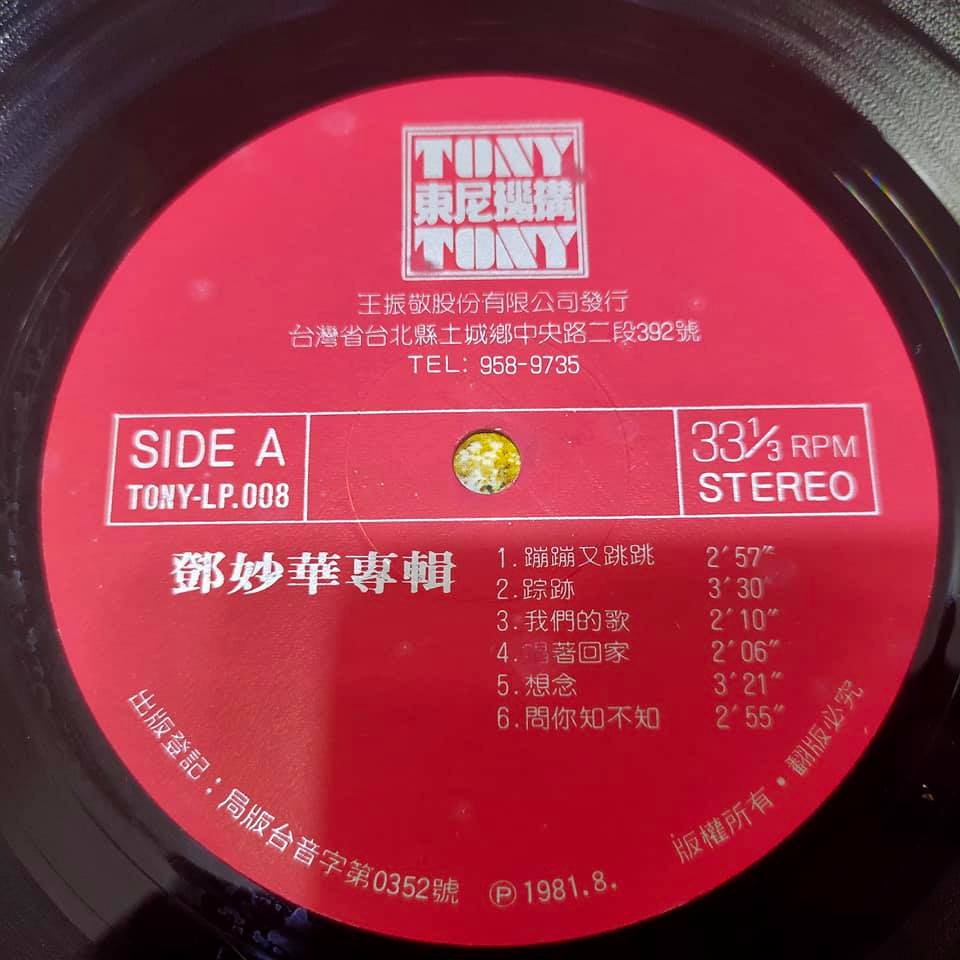 TONY
東尼機構
TONY
王振敬股份有限公司發行
台灣省台北縣土城鄉中央路二段392號
TEL: 958-9735
SIDE A
TONY-LP.008
33 1/3 RPM
STEREO
鄧妙華專輯
1.蹦蹦又跳跳 2′57″
2.踪跡 3′30″
3.我們的歌 2′10″
4.唱著回家 2′06″
5.想念 3′21″
6.問你知不知 2′55″
出版登記：局版台音字第0352號 Ⓟ1981.8. 版權所有・翻版必究